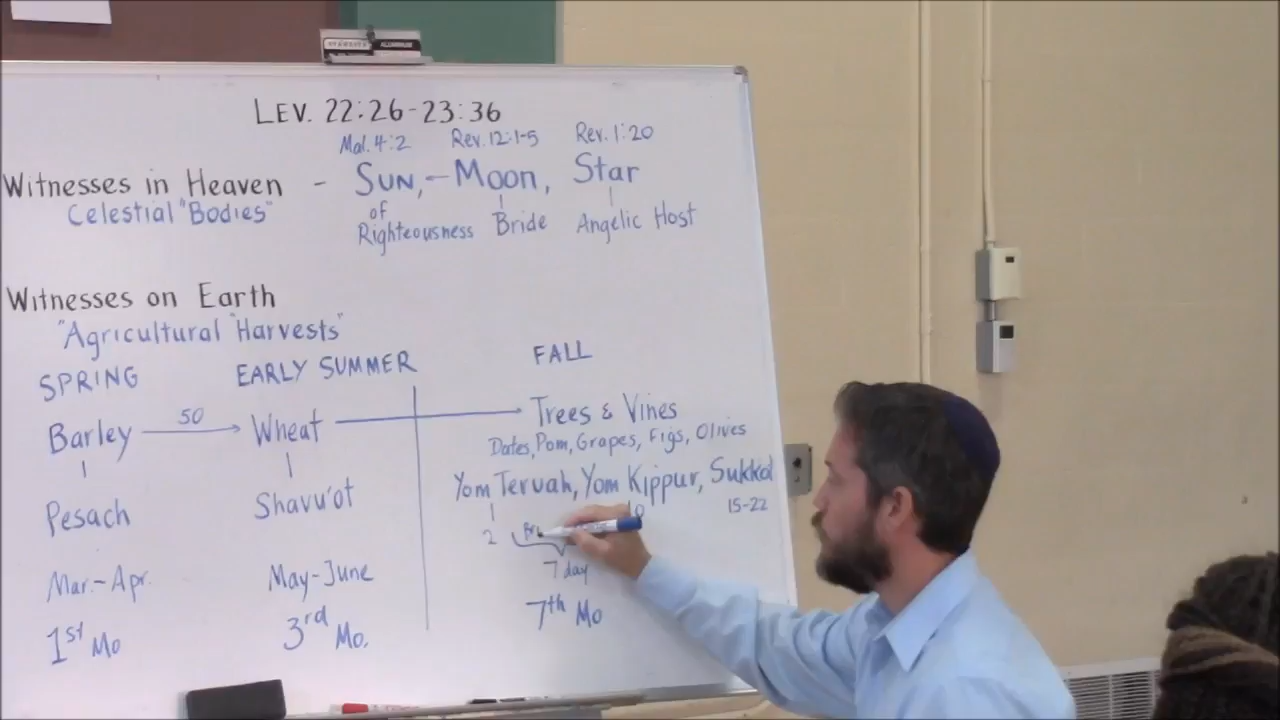 LEV. 22:26-23:36
Mal. 4:2 Rev. 12:1-5 Rev. 1:20
Witnesses in Heaven - Sun, - Moon, Star
Celestial "Bodies" of Righteousness Bride Angelic Host
Witnesses on Earth
"Agricultural "Harvests"
SPRING EARLY SUMMER FALL
Barley 50 Wheat Trees & Vines
Dates, Pom, Grapes, Figs, Olives
Pesach Shavu'ot Yom Teruah, Yom Kippur, Sukkot
2 10 15-22
7 day
Mar.-Apr. May-June 7th Mo
1st Mo 3rd Mo.